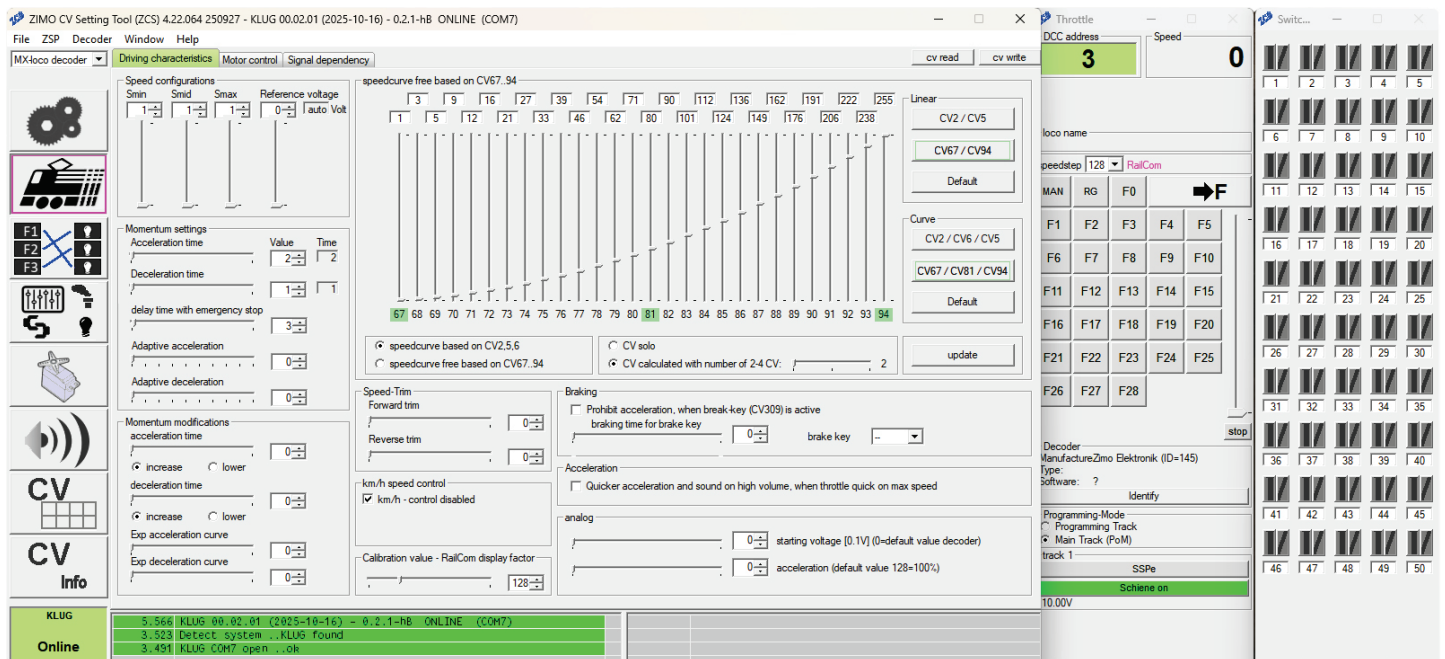 ZIMO CV Setting Tool (ZCS) 4.22.064 250927 - KLUG 00.02.01 (2025-10-16) - 0.2.1-hB ONLINE (COM7)
File ZSP Decoder Window Help
MX-loco decoder
Driving characteristics Motor control Signal dependency
cv read cv write
Speed configurations
Smin Smid Smax Reference voltage
1 1 1 0 auto Volt
Momentum settings
Acceleration time Value Time
2 2
Deceleration time
1 1
delay time with emergency stop
3
Adaptive acceleration
0
Adaptive deceleration
0
Momentum modifications
acceleration time
0
increase lower
deceleration time
0
increase lower
Exp acceleration curve
0
Exp deceleration curve
0
speedcurve free based on CV67..94
3 9 16 27 39 54 71 90 112 136 162 191 222 255
1 5 12 21 33 46 62 80 101 124 149 176 206 238
67 68 69 70 71 72 73 74 75 76 77 78 79 80 81 82 83 84 85 86 87 88 89 90 91 92 93 94
Linear
CV2 / CV5
CV67 / CV94
Default
Curve
CV2 / CV6 / CV5
CV67 / CV81 / CV94
Default
speedcurve based on CV2,5,6
speedcurve free based on CV67..94
CV solo
CV calculated with number of 2-4 CV: 2
update
Speed-Trim
Forward trim
0
Reverse trim
0
km/h speed control
km/h - control disabled
Calibration value - RailCom display factor
128
Braking
Prohibit acceleration, when break-key (CV309) is active
braking time for brake key
0 brake key --
Acceleration
Quicker acceleration and sound on high volume, when throttle quick on max speed
analog
0 starting voltage [0.1V] (0=default value decoder)
0 acceleration (default value 128=100%)
F1
F2
F3
CV
CV
Info
KLUG
Online
5.566 KLUG 00.02.01 (2025-10-16) - 0.2.1-hB ONLINE (COM7)
3.523 Detect system ..KLUG found
3.491 KLUG COM7 open ..ok
Throttle
DCC address Speed
3 0
loco name
speedstep 128 RailCom
MAN RG F0 F
F1 F2 F3 F4 F5
F6 F7 F8 F9 F10
F11 F12 F13 F14 F15
F16 F17 F18 F19 F20
F21 F22 F23 F24 F25
F26 F27 F28
stop
Decoder
ManufactureZimo Elektronik (ID=145)
Type:
Software: ?
Identify
Programming-Mode
Programming Track
Main Track (PoM)
track 1
SSPe
Schiene on
10.00V
Switc...
1 2 3 4 5
6 7 8 9 10
11 12 13 14 15
16 17 18 19 20
21 22 23 24 25
26 27 28 29 30
31 32 33 34 35
36 37 38 39 40
41 42 43 44 45
46 47 48 49 50